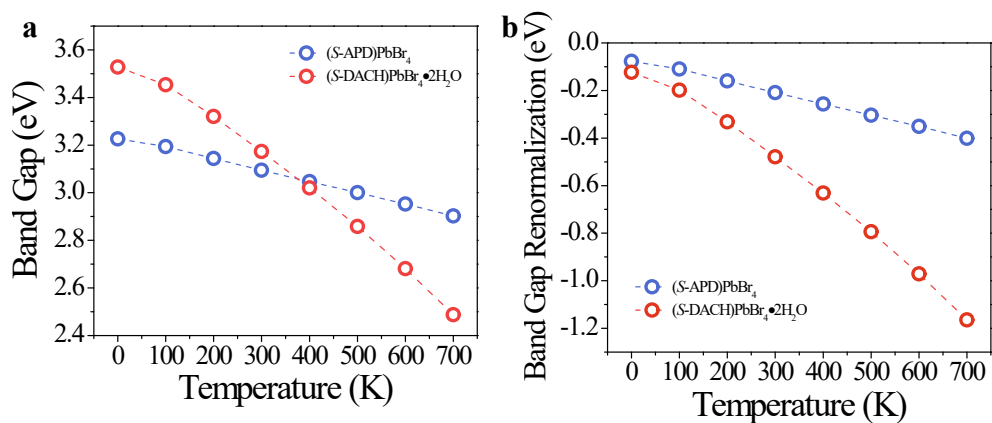 a
Band Gap (eV)
3.6
3.4
3.2
3.0
2.8
2.6
2.4
(S-APD)PbBr₄
(S-DACH)PbBr₄•2H₂O
0 100 200 300 400 500 600 700
Temperature (K)
b
Band Gap Renormalization (eV)
0.0
-0.2
-0.4
-0.6
-0.8
-1.0
-1.2
(S-APD)PbBr₄
(S-DACH)PbBr₄•2H₂O
0 100 200 300 400 500 600 700
Temperature (K)